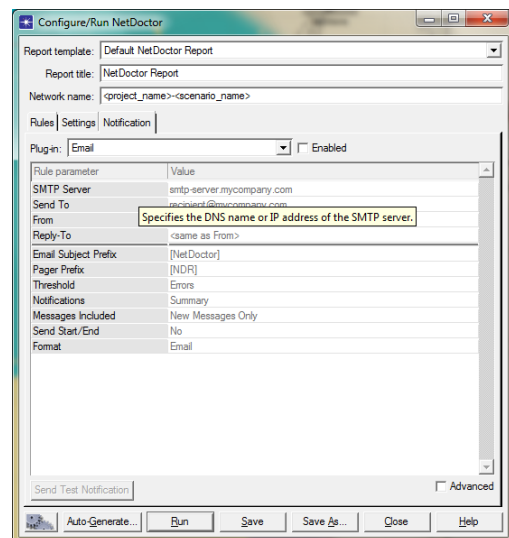 Configure/Run NetDoctor
Report template: Default NetDoctor Report
Report title: NetDoctor Report
Network name: <project_name>-<scenario_name>
Rules Settings Notification
Plug-in: Email Enabled
Rule parameter Value
SMTP Server smtp-server.mycompany.com
Send To recipient@mycompany.com
From Specifies the DNS name or IP address of the SMTP server.
Reply-To <same as From>
Email Subject Prefix [NetDoctor]
Pager Prefix [NDR]
Threshold Errors
Notifications Summary
Messages Included New Messages Only
Send Start/End No
Format Email
Send Test Notification Advanced
Auto-Generate... Run Save Save As... Close Help